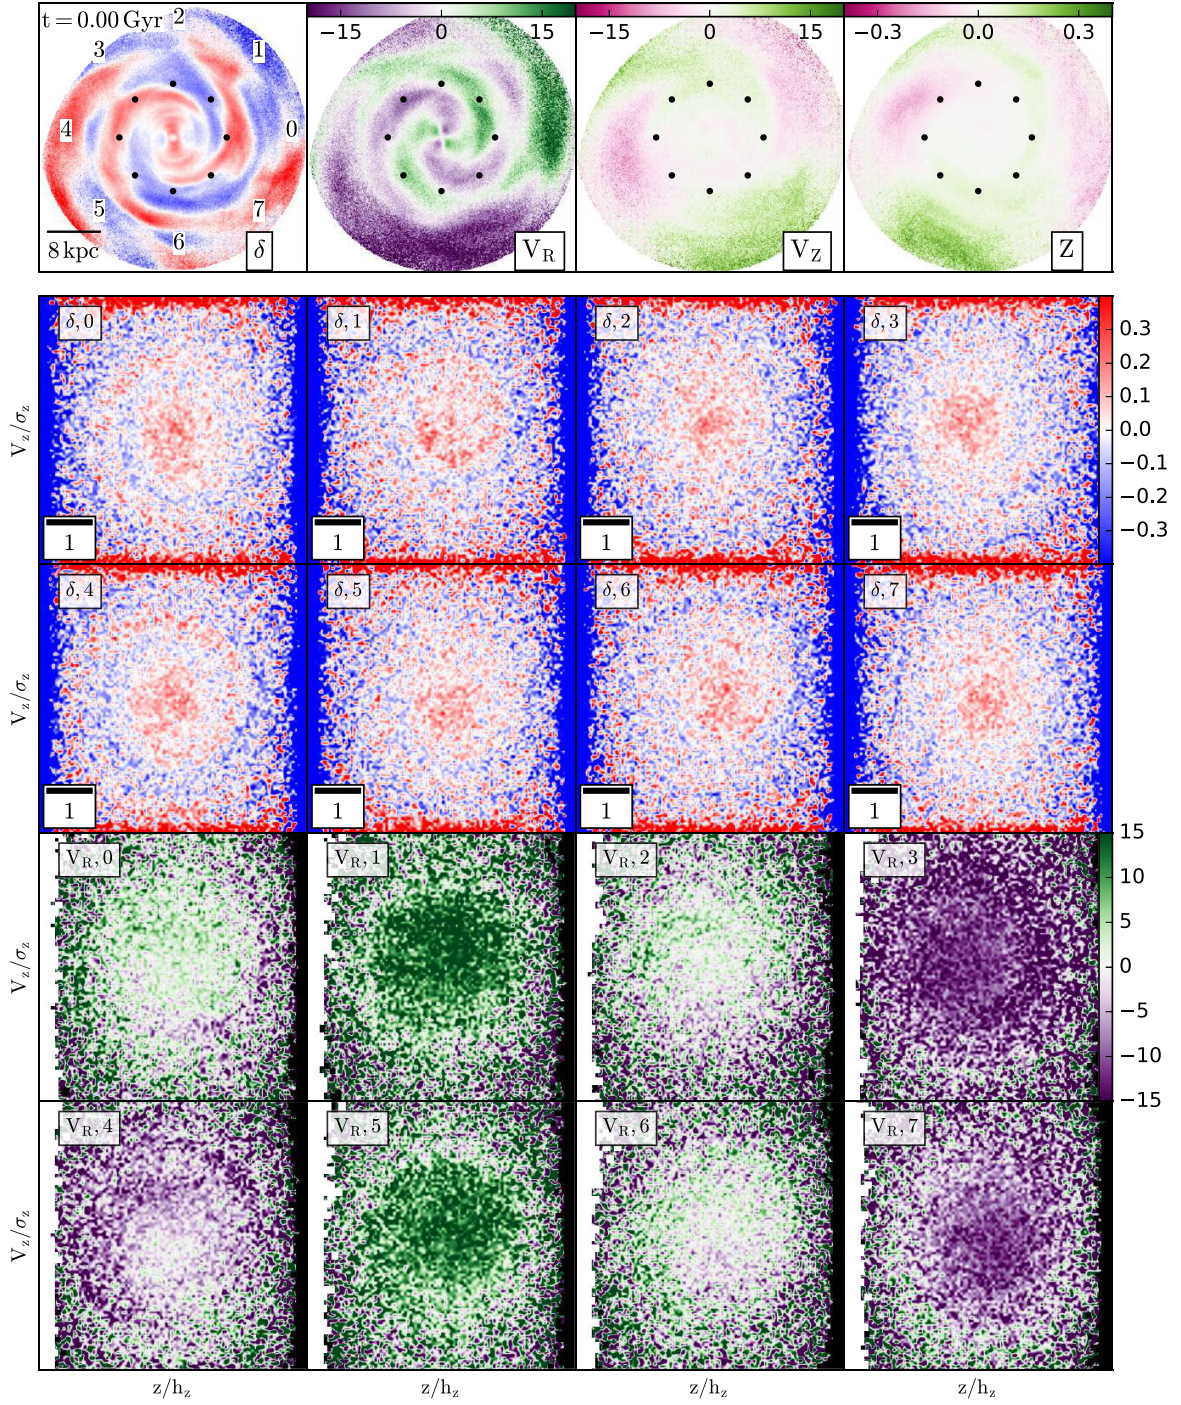 t = 0.00 Gyr
2
3
1
4
0
5
7
6
8 kpc
δ
−15 0 15
V_R
−15 0 15
V_Z
−0.3 0.0 0.3
Z
V_z/σ_z
δ, 0
1
δ, 1
1
δ, 2
1
δ, 3
1
0.3
0.2
0.1
0.0
−0.1
−0.2
−0.3
V_z/σ_z
δ, 4
1
δ, 5
1
δ, 6
1
δ, 7
1
V_z/σ_z
V_R, 0
V_R, 1
V_R, 2
V_R, 3
15
10
5
0
−5
−10
−15
V_z/σ_z
V_R, 4
V_R, 5
V_R, 6
V_R, 7
z/h_z
z/h_z
z/h_z
z/h_z